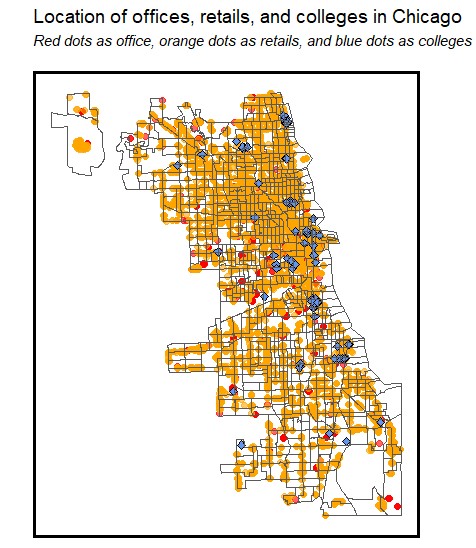 Location of offices, retails, and colleges in Chicago
Red dots as office, orange dots as retails, and blue dots as colleges